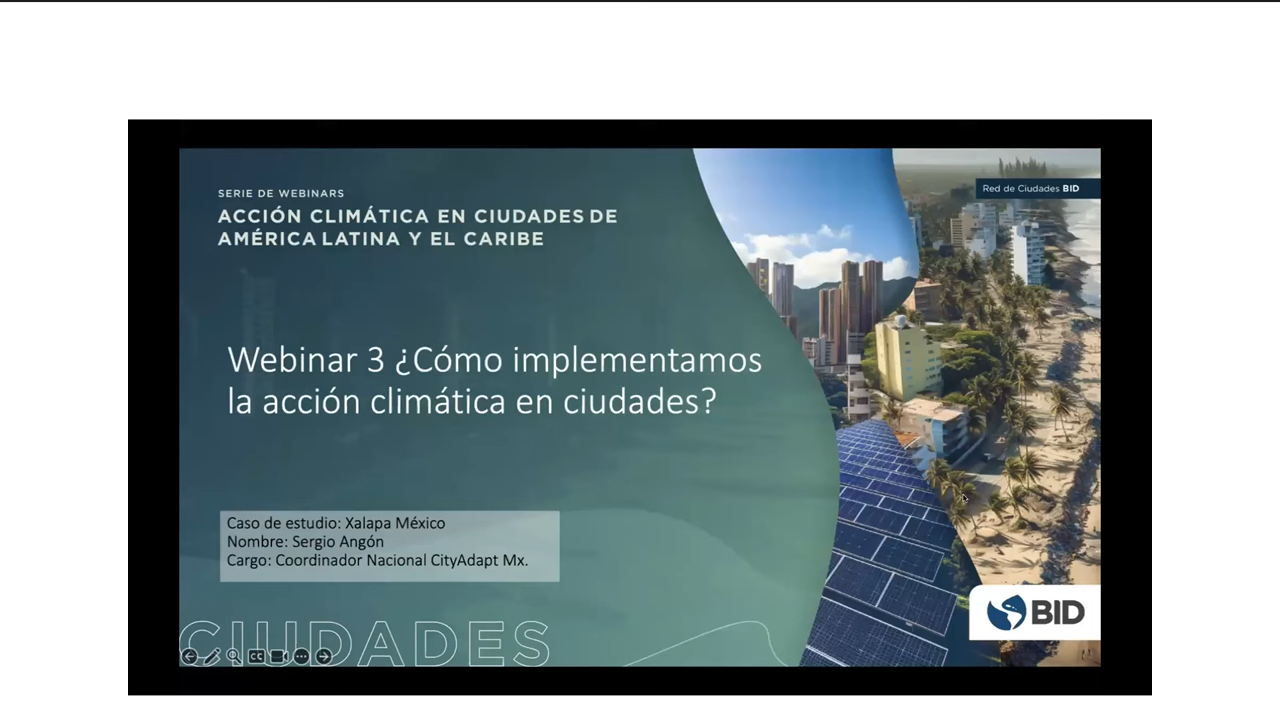 SERIE DE WEBINARS
ACCIÓN CLIMÁTICA EN CIUDADES DE
AMÉRICA LATINA Y EL CARIBE
Red de Ciudades BID
Webinar 3 ¿Cómo implementamos
la acción climática en ciudades?
Caso de estudio: Xalapa México
Nombre: Sergio Angón
Cargo: Coordinador Nacional CityAdapt Mx.
BID
CIUDADES
CC